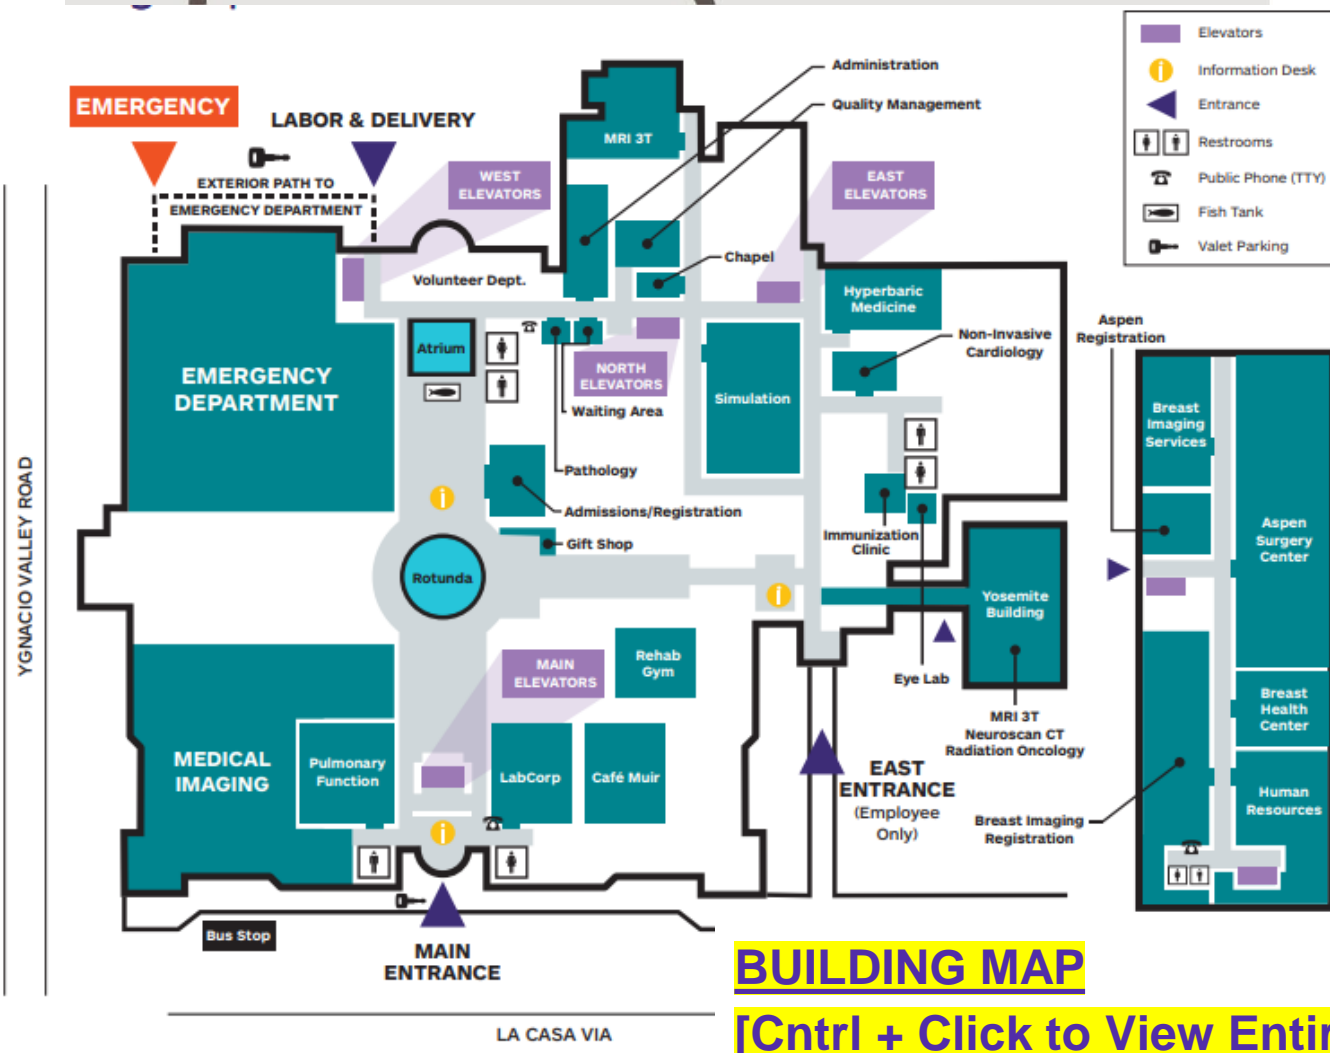 Elevators
Information Desk
Entrance
Restrooms
Public Phone (TTY)
Fish Tank
Valet Parking
Administration
Quality Management
EMERGENCY
LABOR & DELIVERY
EXTERIOR PATH TO
EMERGENCY DEPARTMENT
MRI 3T
WEST
ELEVATORS
EAST
ELEVATORS
Volunteer Dept.
Chapel
Hyperbaric
Medicine
Non-Invasive
Cardiology
Aspen
Registration
Atrium
NORTH
ELEVATORS
Waiting Area
EMERGENCY
DEPARTMENT
Simulation
Breast
Imaging
Services
Pathology
Admissions/Registration
Gift Shop
Immunization
Clinic
Aspen
Surgery
Center
YGNACIO VALLEY ROAD
Rotunda
Yosemite
Building
MAIN
ELEVATORS
Rehab
Gym
Eye Lab
MRI 3T
Neuroscan CT
Radiation Oncology
Breast
Health
Center
MEDICAL
IMAGING
Pulmonary
Function
LabCorp
Café Muir
EAST
ENTRANCE
(Employee
Only)
Breast Imaging
Registration
Human
Resources
Bus Stop
MAIN
ENTRANCE
LA CASA VIA
BUILDING MAP
[Cntrl + Click to View Entir